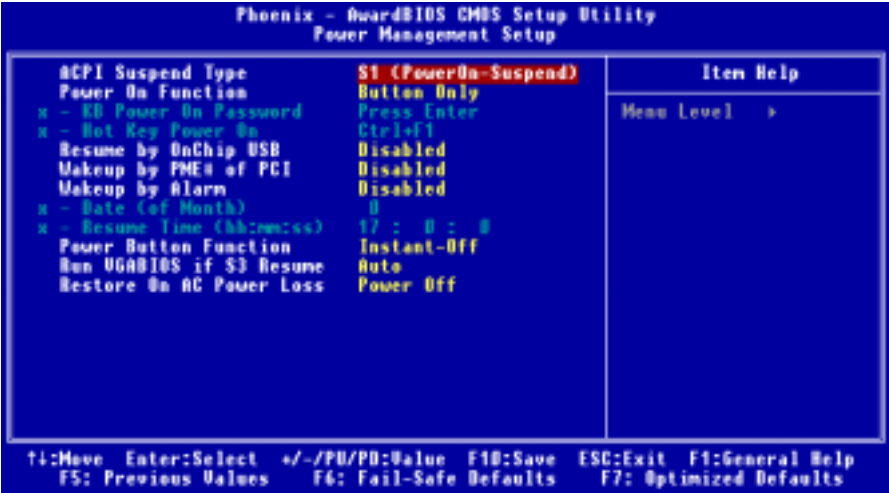 Phoenix - AwardBIOS CMOS Setup Utility
Power Management Setup
ACPI Suspend Type S1 (PowerOn-Suspend)
Power On Function Button Only
x - KB Power On Password Press Enter
x - Hot Key Power On Ctrl+F1
Resume by OnChip USB Disabled
Wakeup by PME# of PCI Disabled
Wakeup by Alarm Disabled
x - Date (of Month) 0
x - Resume Time (hh:mm:ss) 17 : 0 : 0
Power Button Function Instant-Off
Run VGABIOS if S3 Resume Auto
Restore On AC Power Loss Power Off
Item Help
Menu Level ▸
↑↓:Move Enter:Select +/-/PU/PD:Value F10:Save ESC:Exit F1:General Help
F5: Previous Values F6: Fail-Safe Defaults F7: Optimized Defaults